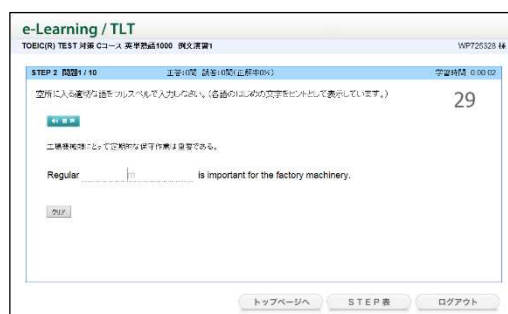 e-Learning / TLT
TOEIC(R) TEST 対策 Cコース 英単熟語1000 例文演習1
WP725328 様
STEP 2 問題1 / 10 正答:0問 誤答:0問(正解率0%) 学習時間 0:00:02
空所に入る適切な語をフルスペルで入力しなさい。(各語のはじめの文字をヒントとして表示しています。)
29
音声
工場機械類にとって定期的な保守作業は重要である。
Regular m is important for the factory machinery.
クリア
トップページへ STEP表 ログアウト